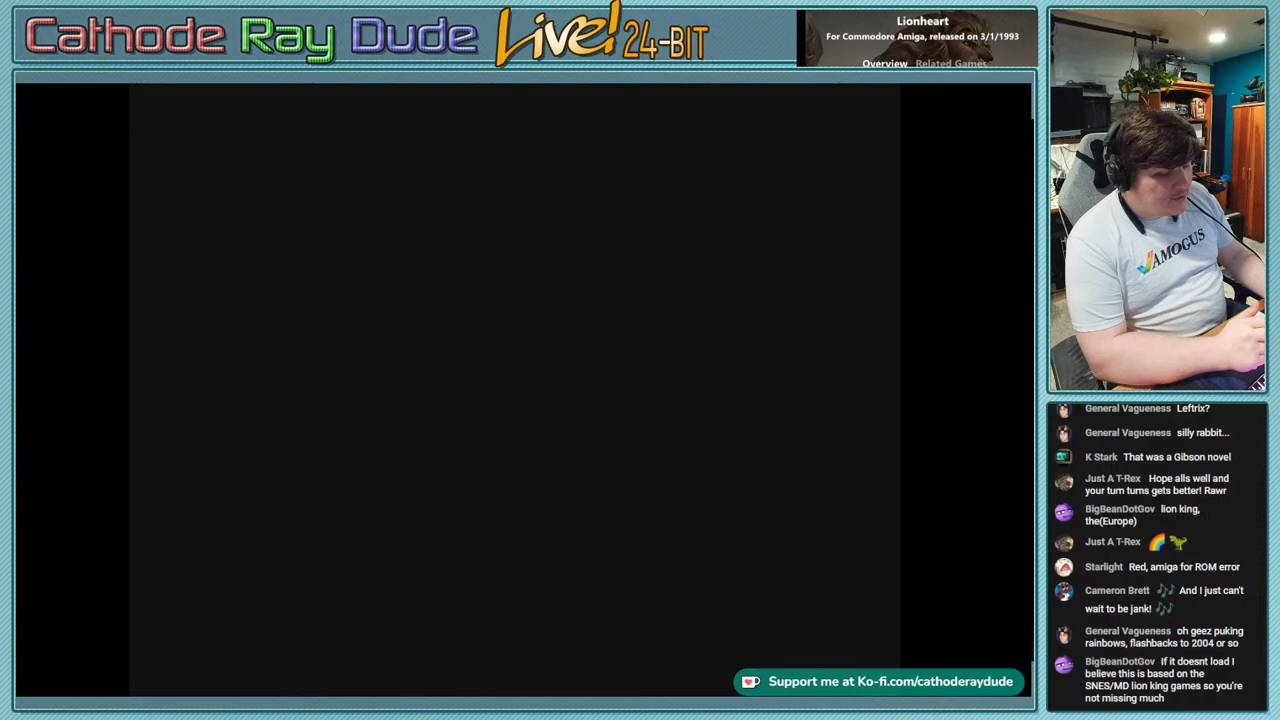 Cathode Ray Dude Live! 24-BIT
Lionheart
For Commodore Amiga, released on 3/1/1993
Overview Related Games
JAMOGUS
General Vagueness Leftrix?
General Vagueness silly rabbit...
K Stark That was a Gibson novel
Just A T-Rex Hope alls well and
your tum tums gets better! Rawr
BigBeanDotGov lion king,
the(Europe)
Just A T-Rex 🌈 🦖
Starlight Red, amiga for ROM error
Cameron Brett 🎶 And I just can't
wait to be jank! 🎶
General Vagueness oh geez puking
rainbows, flashbacks to 2004 or so
BigBeanDotGov If it doesnt load I
believe this is based on the
SNES/MD lion king games so you're
not missing much
Support me at Ko-fi.com/cathoderaydude